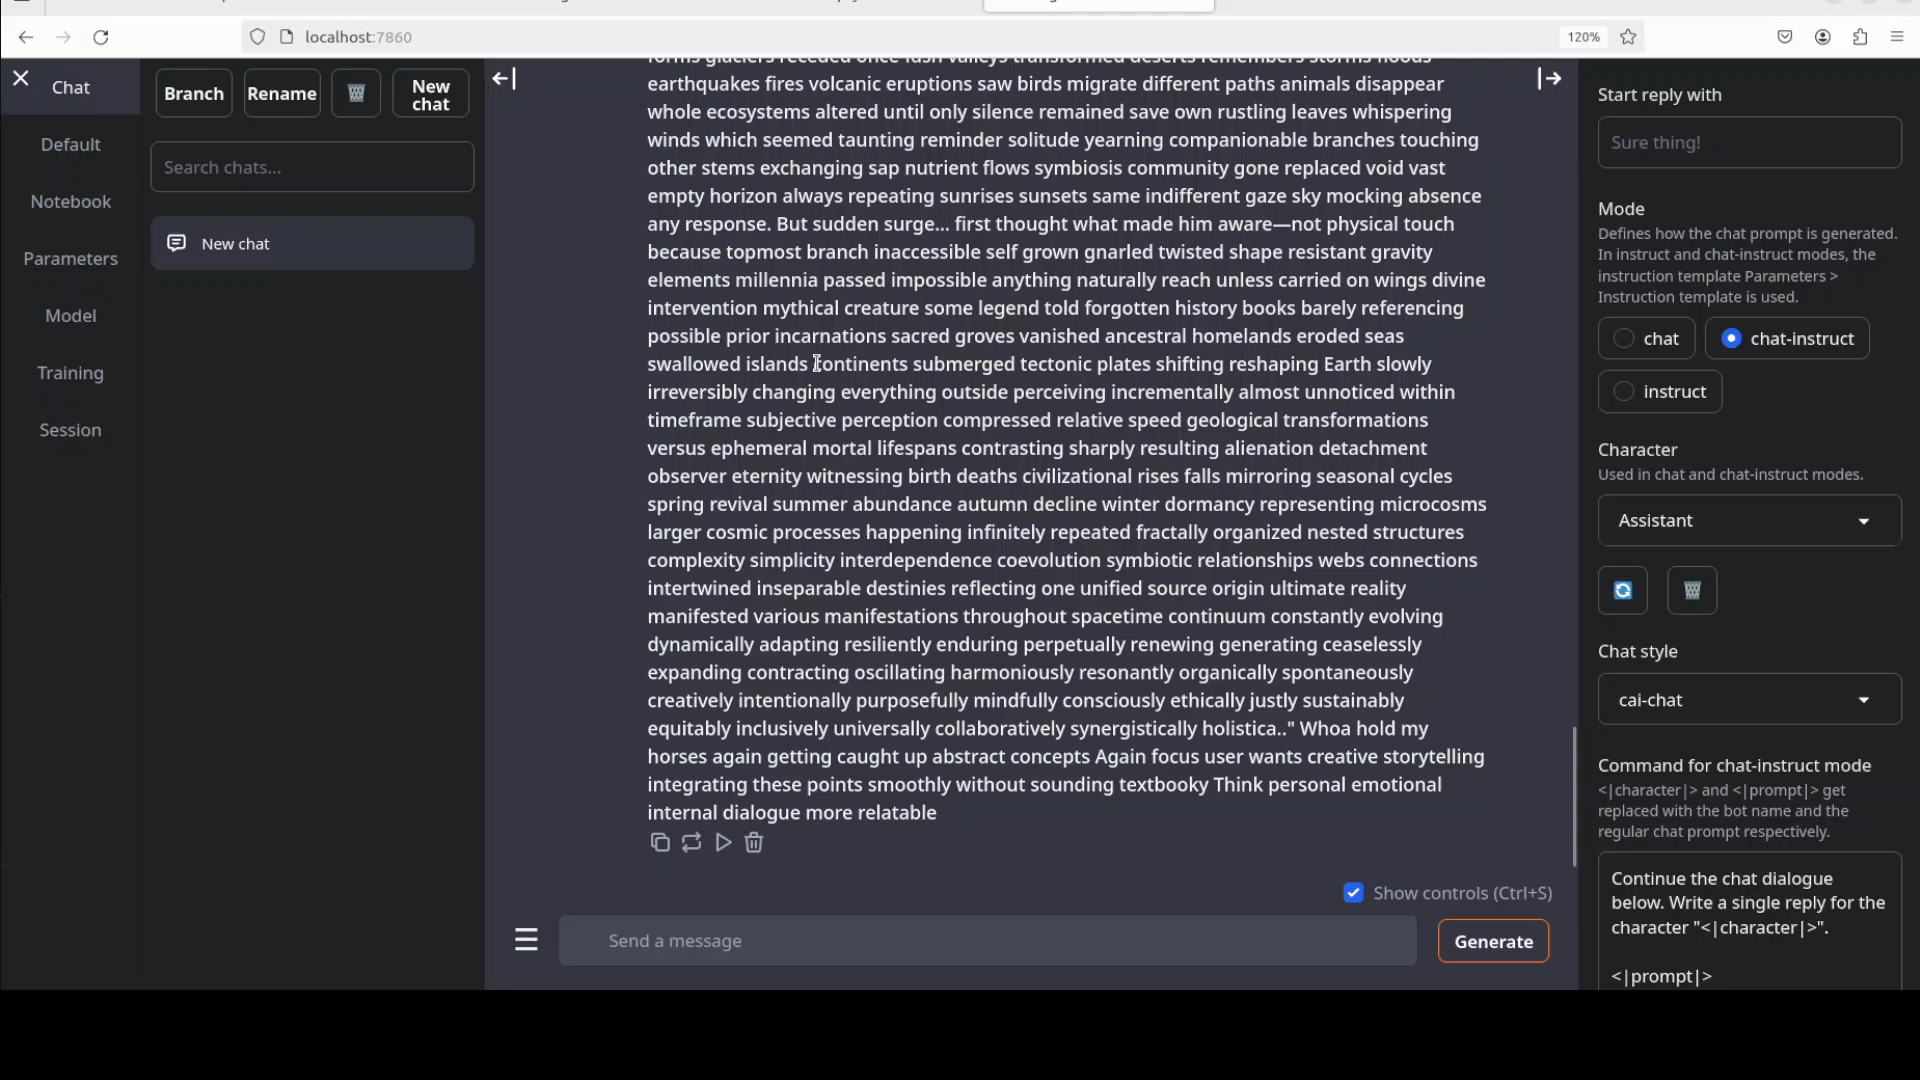 localhost:7860
120%
Chat
Default
Notebook
Parameters
Model
Training
Session
Branch
Rename
New chat
Search chats...
New chat
forms glaciers receded once lush valleys transformed deserts remembers storms floods
earthquakes fires volcanic eruptions saw birds migrate different paths animals disappear
whole ecosystems altered until only silence remained save own rustling leaves whispering
winds which seemed taunting reminder solitude yearning companionable branches touching
other stems exchanging sap nutrient flows symbiosis community gone replaced void vast
empty horizon always repeating sunrises sunsets same indifferent gaze sky mocking absence
any response. But sudden surge... first thought what made him aware—not physical touch
because topmost branch inaccessible self grown gnarled twisted shape resistant gravity
elements millennia passed impossible anything naturally reach unless carried on wings divine
intervention mythical creature some legend told forgotten history books barely referencing
possible prior incarnations sacred groves vanished ancestral homelands eroded seas
swallowed islands continents submerged tectonic plates shifting reshaping Earth slowly
irreversibly changing everything outside perceiving incrementally almost unnoticed within
timeframe subjective perception compressed relative speed geological transformations
versus ephemeral mortal lifespans contrasting sharply resulting alienation detachment
observer eternity witnessing birth deaths civilizational rises falls mirroring seasonal cycles
spring revival summer abundance autumn decline winter dormancy representing microcosms
larger cosmic processes happening infinitely repeated fractally organized nested structures
complexity simplicity interdependence coevolution symbiotic relationships webs connections
intertwined inseparable destinies reflecting one unified source origin ultimate reality
manifested various manifestations throughout spacetime continuum constantly evolving
dynamically adapting resiliently enduring perpetually renewing generating ceaselessly
expanding contracting oscillating harmoniously resonantly organically spontaneously
creatively intentionally purposefully mindfully consciously ethically justly sustainably
equitably inclusively universally collaboratively synergistically holistica.." Whoa hold my
horses again getting caught up abstract concepts Again focus user wants creative storytelling
integrating these points smoothly without sounding textbooky Think personal emotional
internal dialogue more relatable
Show controls (Ctrl+S)
Send a message
Generate
Start reply with
Sure thing!
Mode
Defines how the chat prompt is generated.
In instruct and chat-instruct modes, the
instruction template Parameters >
Instruction template is used.
chat
chat-instruct
instruct
Character
Used in chat and chat-instruct modes.
Assistant
Chat style
cai-chat
Command for chat-instruct mode
<|character|> and <|prompt|> get
replaced with the bot name and the
regular chat prompt respectively.
Continue the chat dialogue
below. Write a single reply for the
character "<|character|>".
<|prompt|>